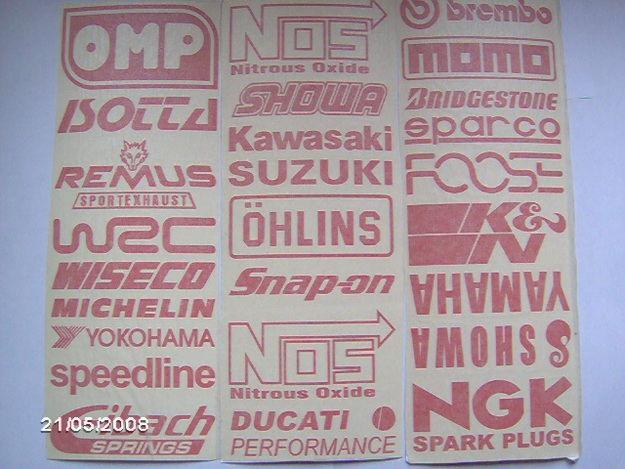 OMP
ISOTTA
REMUS
SPORTEXHAUST
WRC
WISECO
MICHELIN
YOKOHAMA
speedline
Eibach
SPRINGS
21/05/2008
NOS
Nitrous Oxide
SHOWA
Kawasaki
SUZUKI
ÖHLINS
Snap-on
NOS
Nitrous Oxide
DUCATI
PERFORMANCE
brembo
momo
BRIDGESTONE
sparco
FOOSE
K&N
YAMAHA
SHOWA
NGK
SPARK PLUGS